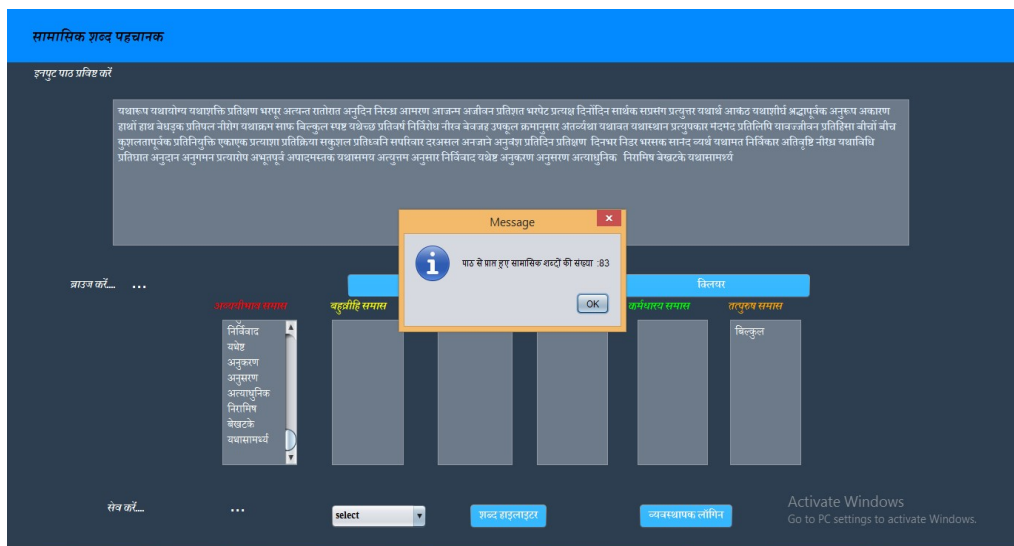 सामासिक शब्द पहचानक
इनपुट पाठ प्रविष्ट करें
यथारूप यथायोग्य यथाशक्ति प्रतिक्षण भरपूर अत्यन्त रातोरात अनुदिन निरन्ध्र आमरण आजन्म अजीवन प्रतिशत भरपेट प्रत्यक्ष दिनोंदिन सार्थक सप्रसंग प्रत्युत्तर यथार्थ आकंठ यथाशीघ्र श्रद्धापूर्वक अनुरूप अकारण
हाथों हाथ बेधड़क प्रतिपल नीरोग यथाक्रम साफ बिल्कुल स्पष्ट यथेच्छ प्रतिवर्ष निर्विरोध नीरव बेवजह उपकूल क्रमानुसार अतर्व्यथा यथावत यथास्थान प्रत्युपकार मंदमद प्रतिलिपि यावज्जीवन प्रतिहिंसा बीचों बीच
कुशलतापूर्वक प्रतिनियुक्ति एकाएक प्रत्याशा प्रतिक्रिया सकुशल प्रतिध्वनि सपरिवार दरअसल अनजाने अनुवंश प्रतिदिन प्रतिक्षण दिनभर निडर भरसक सानंद व्यर्थ यथामत निर्विकार अतिवृष्टि नीरंध्र यथाविधि
प्रतिघात अनुदान अनुगमन प्रत्यारोप अभूतपूर्व अपादमस्तक यथासमय अत्युत्तम अनुसार निर्विवाद यथेष्ट अनुकरण अनुसरण अत्याधुनिक निरामिष बेखटके यथासामर्थ्य
Message
पाठ से प्राप्त हुए सामासिक शब्दों की संख्या :83
OK
ब्राउज करें.... ... क्लियर
अव्ययीभाव समास बहुव्रीहि समास कर्मधारय समास तत्पुरुष समास
निर्विवाद बिल्कुल
यथेष्ट
अनुकरण
अनुसरण
अत्याधुनिक
निरामिष
बेखटके
यथासामर्थ्य
सेव करें.... ... select शब्द हाइलाइटर व्यवस्थापक लॉगिन
Activate Windows
Go to PC settings to activate Windows.